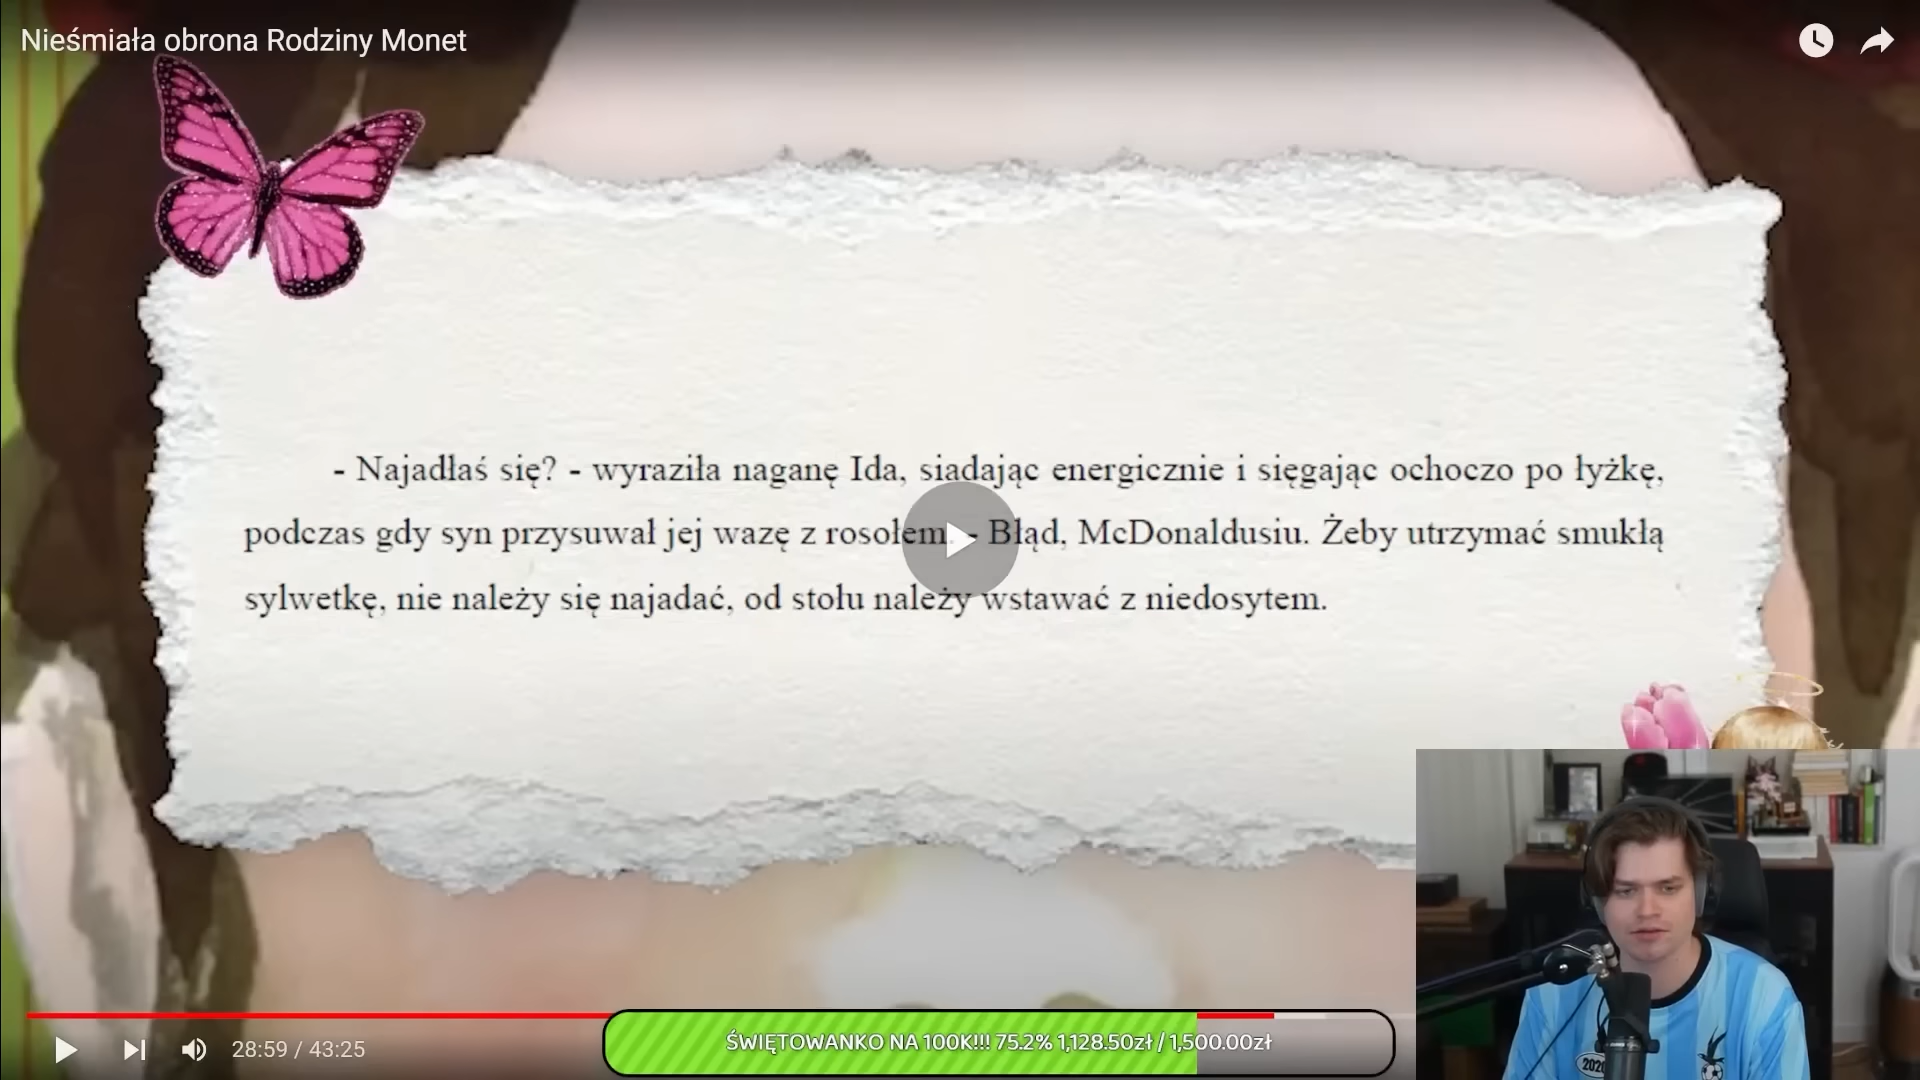 Nieśmiała obrona Rodziny Monet
- Najadłaś się? - wyraziła naganę Ida, siadając energicznie i sięgając ochoczo po łyżkę,
podczas gdy syn przysuwał jej wazę z rosołem. - Błąd, McDonaldusiu. Żeby utrzymać smukłą
sylwetkę, nie należy się najadać, od stołu należy wstawać z niedosytem.
ŚWIĘTOWANKO NA 100K!!! 75.2% 1,128.50zł / 1,500.00zł
28:59 / 43:25
2020